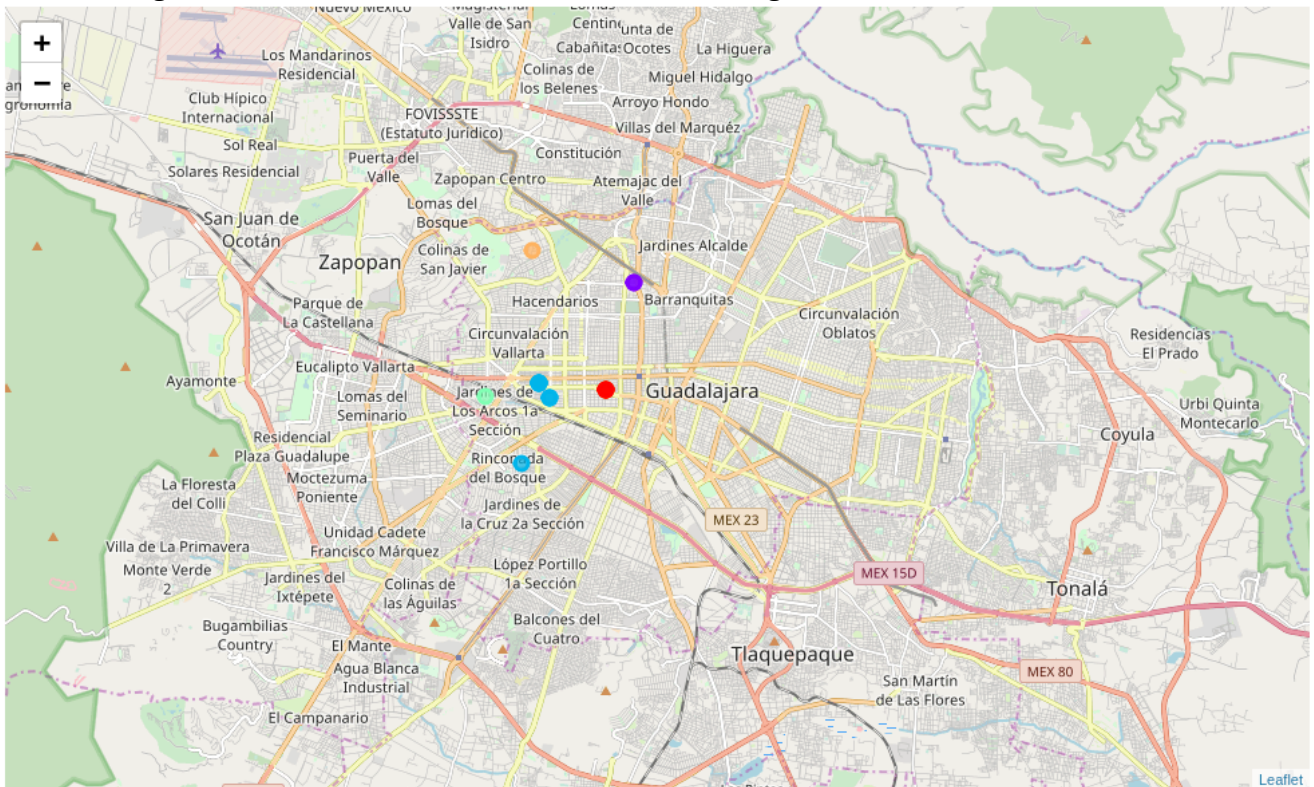 Nuevo México
Magisterial
Valle de San
Isidro
Lomas
Centinela
unta de
Ocotes
Cabañitas
La Higuera
Los Mandarinos
Residencial
Colinas de
los Belenes
Miguel Hidalgo
+
−
gronomía
Club Hípico
Internacional
Arroyo Hondo
FOVISSSTE
(Estatuto Jurídico)
Villas del Marquéz
Sol Real
Puerta del
Valle
Constitución
Solares Residencial
Zapopan Centro
Atemajac del
Valle
Lomas del
Bosque
San Juan de
Ocotán
Colinas de
San Javier
Jardines Alcalde
Zapopan
Hacendarios
Barranquitas
Parque de
La Castellana
Circunvalación
Oblatos
Circunvalación
Vallarta
Residencias
El Prado
Eucalipto Vallarta
Ayamonte
Jardines de
Los Arcos 1a
Sección
Guadalajara
Lomas del
Seminario
Urbi Quinta
Montecarlo
Residencial
Plaza Guadalupe
Coyula
Rinconada
del Bosque
La Floresta
del Colli
Moctezuma
Poniente
Jardines de
la Cruz 2a Sección
MEX 23
Unidad Cadete
Francisco Márquez
Villa de La Primavera
Monte Verde
2
López Portillo
1a Sección
MEX 15D
Jardines del
Ixtépete
Colinas de
las Águilas
Tonalá
Balcones del
Cuatro
Bugambilias
Country
El Mante
Tlaquepaque
Agua Blanca
Industrial
MEX 80
San Martín
de Las Flores
El Campanario
Leaflet